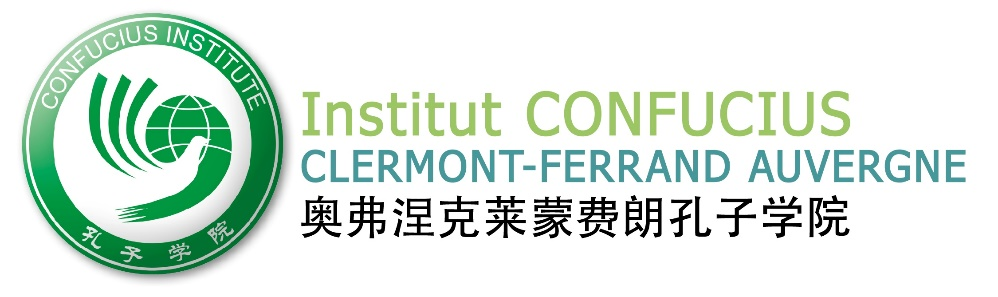 CONFUCIUS INSTITUTE
孔子学院
Institut CONFUCIUS
CLERMONT-FERRAND AUVERGNE
奥弗涅克莱蒙费朗孔子学院